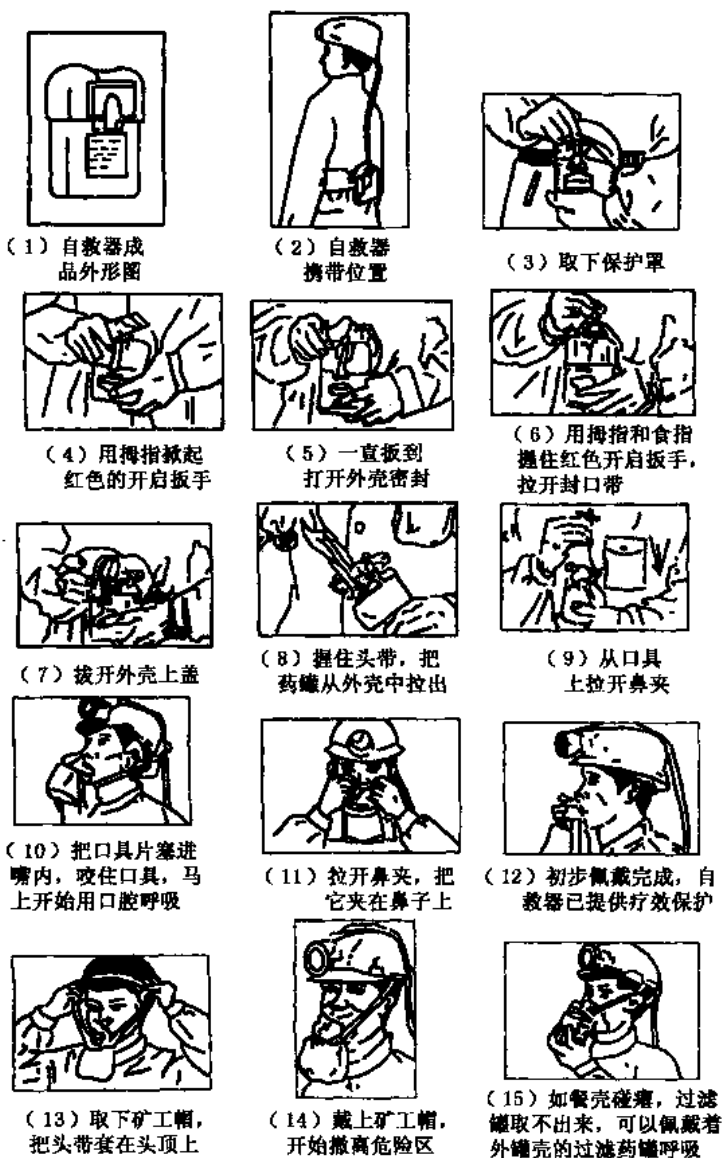 （1）自救器成
品外形图
（2）自救器
携带位置
（3）取下保护罩
（4）用拇指掀起
红色的开启扳手
（5）一直扳到
打开外壳密封
（6）用拇指和食指
握住红色开启扳手，
拉开封口带
（7）拔开外壳上盖
（8）握住头带，把
药罐从外壳中拉出
（9）从口具
上拉开鼻夹
（10）把口具片塞进
嘴内，咬住口具，马
上开始用口腔呼吸
（11）拉开鼻夹，把
它夹在鼻子上
（12）初步佩戴完成，自
救器已提供疗效保护
（13）取下矿工帽，
把头带套在头顶上
（14）戴上矿工帽，
开始撤离危险区
（15）如 壳碰 ，过滤
罐取不出来，可以佩戴着
外罐壳的过滤药罐呼吸